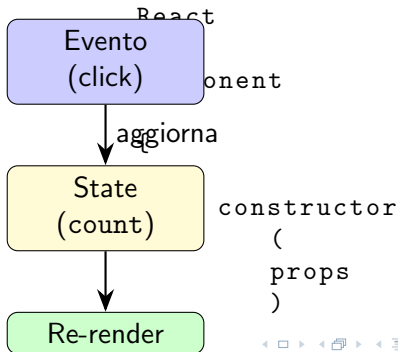 React
Evento
(click)
onent
aggiorna
{
State
(count)
constructor
(
props
)
Re-render